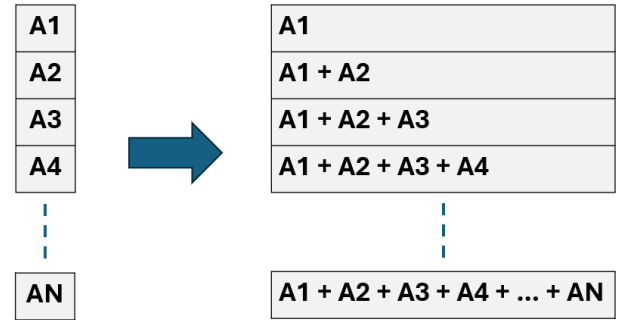 A1
A2
A3
A4
AN
A1
A1 + A2
A1 + A2 + A3
A1 + A2 + A3 + A4
A1 + A2 + A3 + A4 + ... + AN